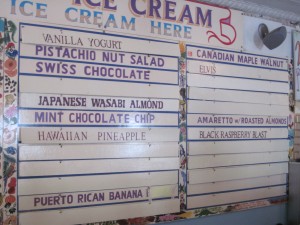 ICE CREAM
ICE CREAM HERE
VANILLA YOGURT
PISTACHIO NUT SALAD
SWISS CHOCOLATE
JAPANESE WASABI ALMOND
MINT CHOCOLATE CHIP
HAWAIIAN PINEAPPLE
PUERTO RICAN BANANA
CANADIAN MAPLE WALNUT
ELVIS
AMARETTO w/ ROASTED ALMONDS
BLACK RASPBERRY BLAST